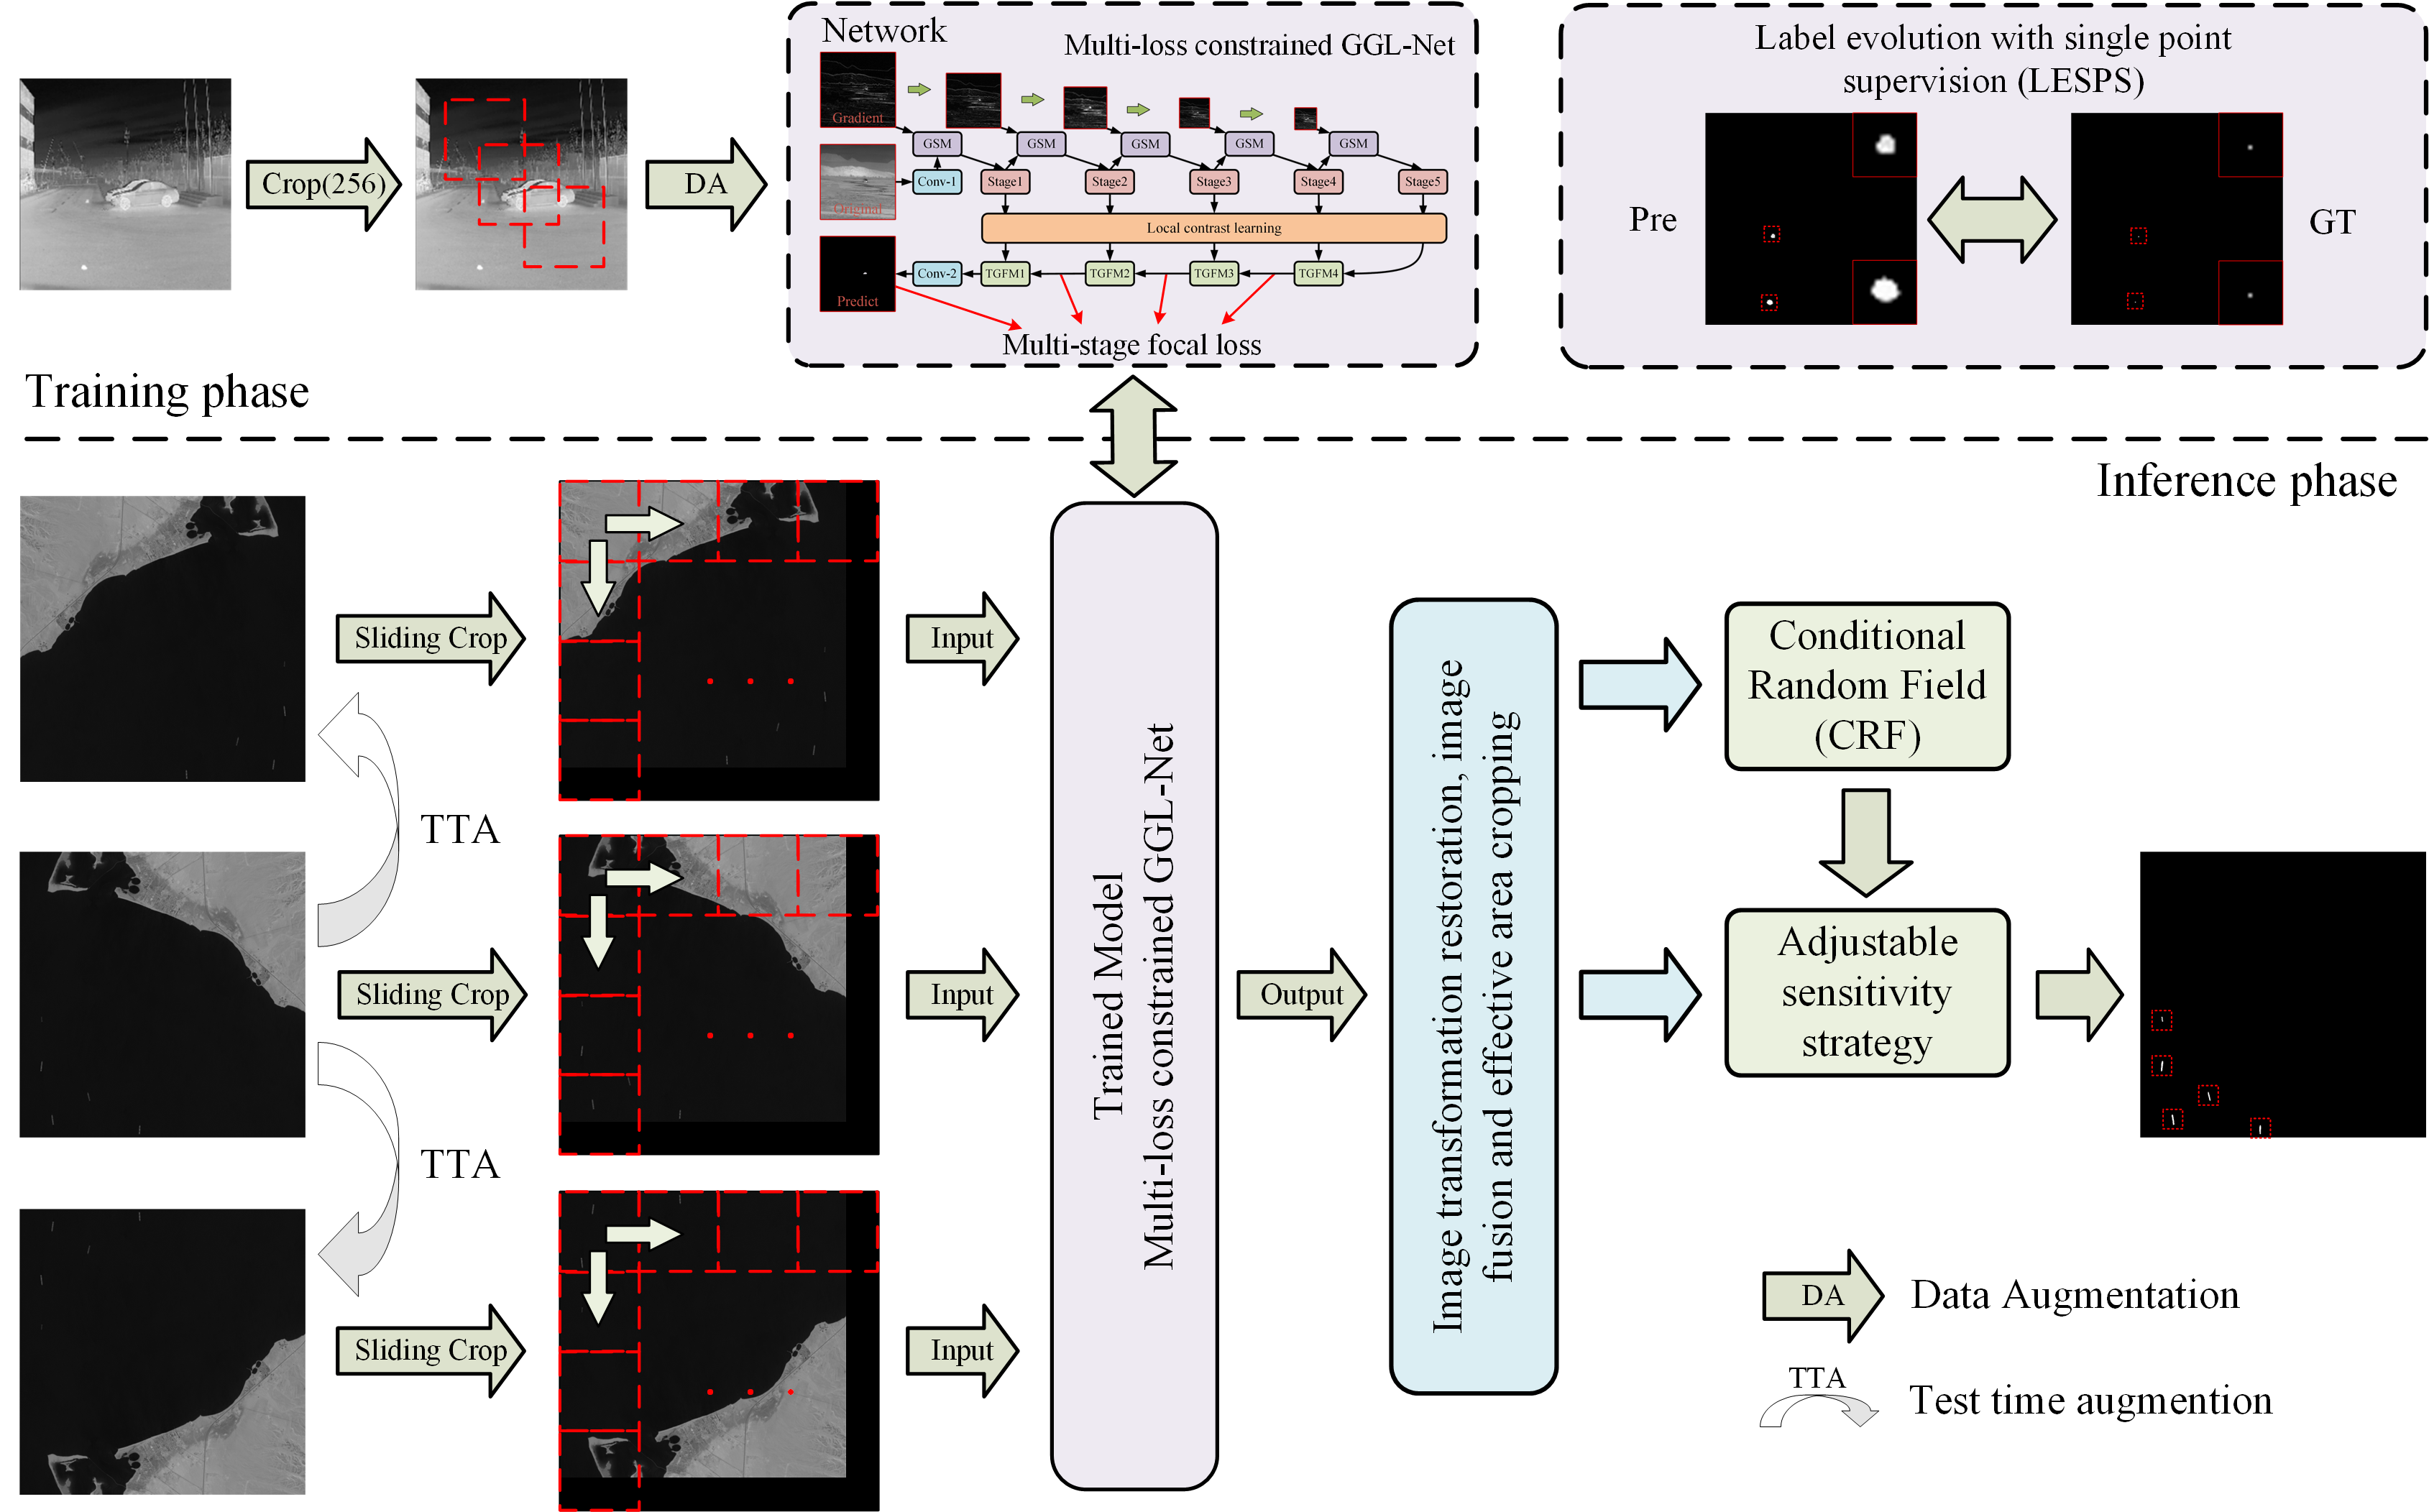 Network
Multi-loss constrained GGL-Net
Gradient
GSM
GSM
GSM
GSM
GSM
Original
Conv-1
Stage1
Stage2
Stage3
Stage4
Stage5
Local contrast learning
Predict
Conv-2
TGFM1
TGFM2
TGFM3
TGFM4
Multi-stage focal loss
Crop(256)
DA
Label evolution with single point
supervision (LESPS)
Pre
GT
Training phase
Inference phase
Sliding Crop
Input
TTA
Sliding Crop
Input
TTA
Sliding Crop
Input
Trained Model
Multi-loss constrained GGL-Net
Output
Image transformation restoration, image
fusion and effective area cropping
Conditional
Random Field
(CRF)
Adjustable
sensitivity
strategy
DA
Data Augmentation
TTA
Test time augmention